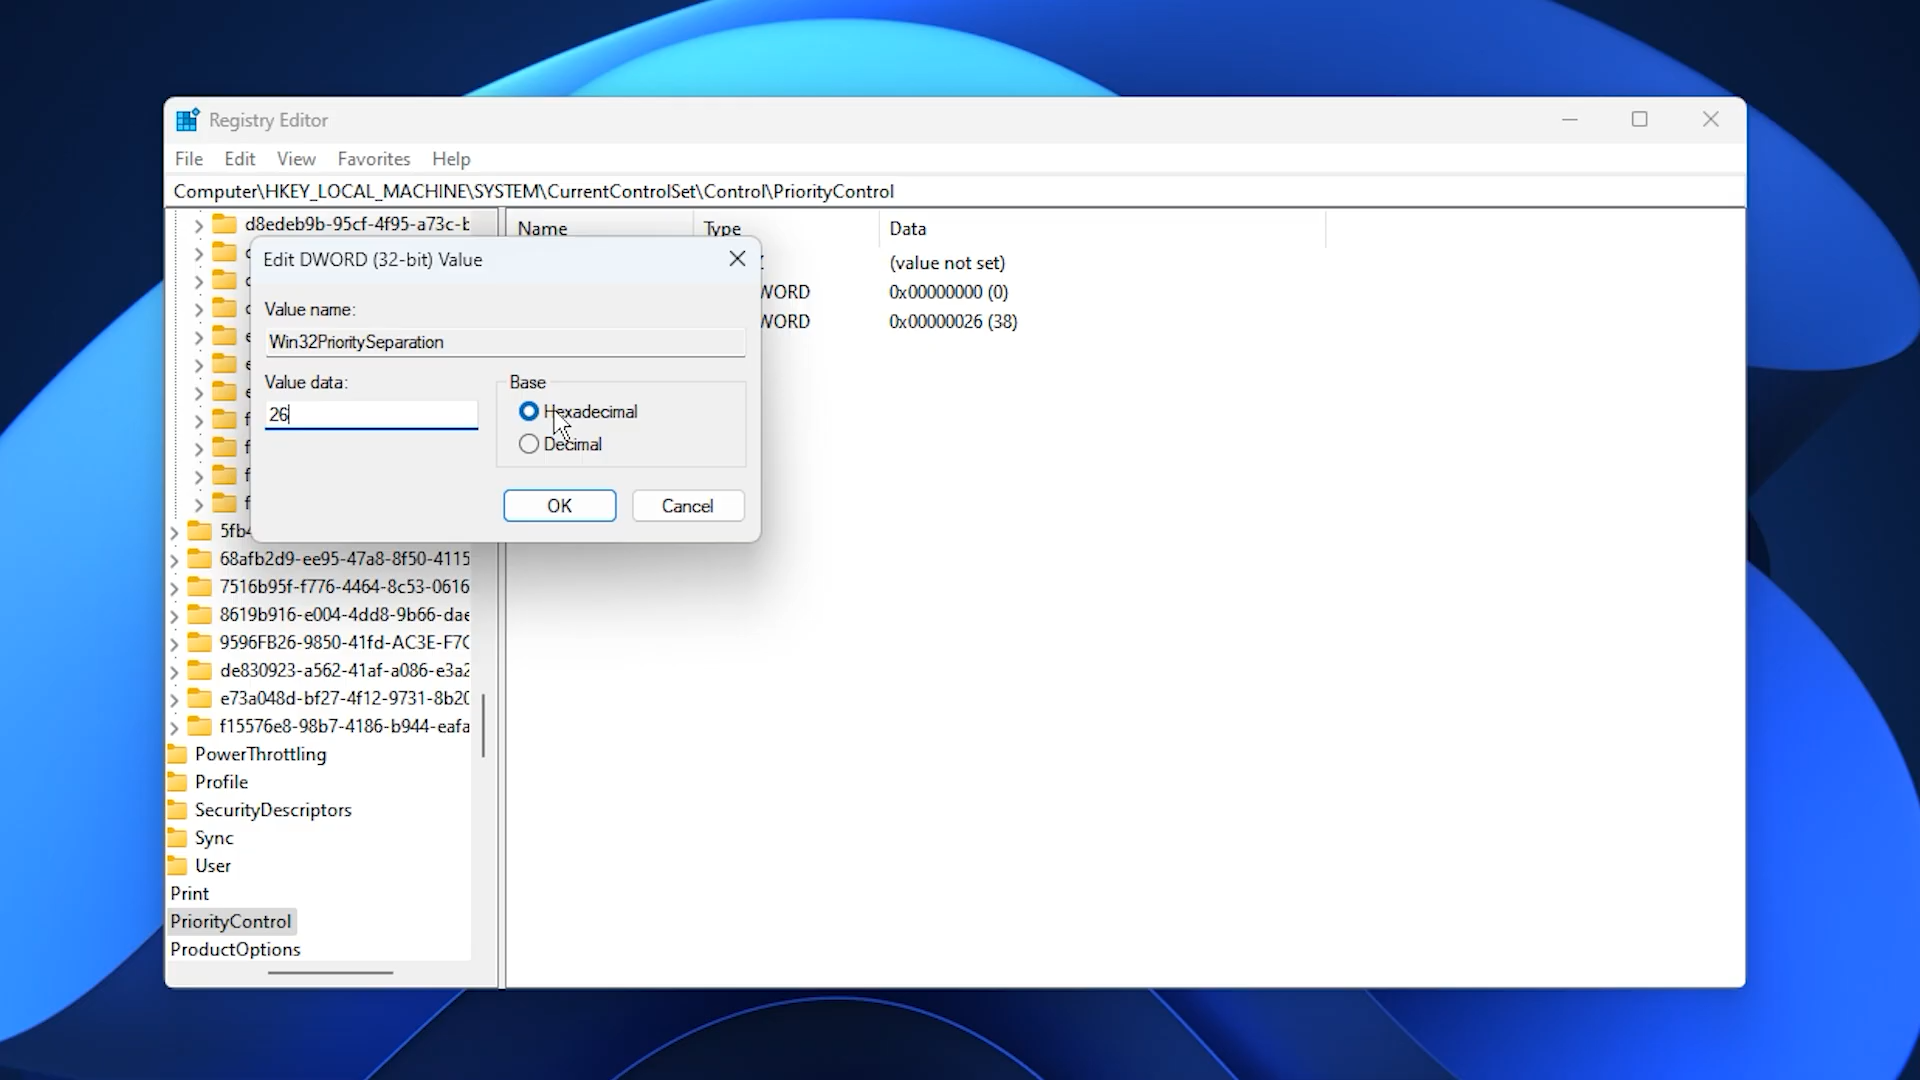 Registry Editor
File Edit View Favorites Help
Computer\HKEY_LOCAL_MACHINE\SYSTEM\CurrentControlSet\Control\PriorityControl
d8edeb9b-95cf-4f95-a73c-b
Name Type Data
(value not set)
WORD 0x00000000 (0)
WORD 0x00000026 (38)
Edit DWORD (32-bit) Value
Value name:
Win32PrioritySeparation
Value data:
26
Base
Hexadecimal
Decimal
OK Cancel
5fb4
68afb2d9-ee95-47a8-8f50-4115
7516b95f-f776-4464-8c53-0616
8619b916-e004-4dd8-9b66-dae
9596FB26-9850-41fd-AC3E-F7C
de830923-a562-41af-a086-e3a2
e73a048d-bf27-4f12-9731-8b20
f15576e8-98b7-4186-b944-eafa
PowerThrottling
Profile
SecurityDescriptors
Sync
User
Print
PriorityControl
ProductOptions